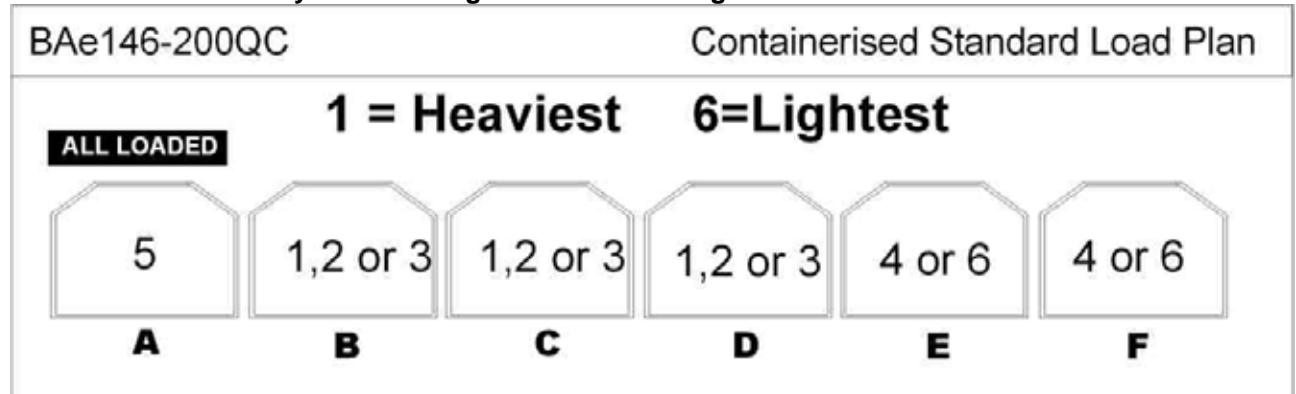 BAe146-200QC Containerised Standard Load Plan
1 = Heaviest 6=Lightest
ALL LOADED
5 1,2 or 3 1,2 or 3 1,2 or 3 4 or 6 4 or 6
A B C D E F